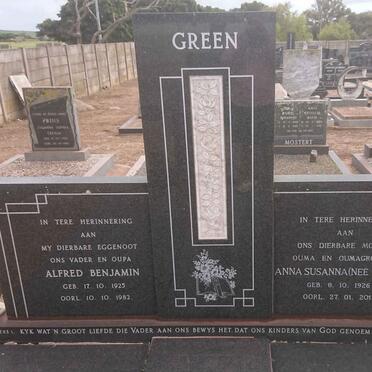 GREEN
IN TERE HERINNERING
AAN
MY DIERBARE EGGENOOT
ONS VADER EN OUPA
ALFRED BENJAMIN
GEB. 17. 10. 1925
OORL. 10. 10. 1982.
IN TERE HERINNE
AAN
ONS DIERBARE MO
OUMA EN OUMAGRO
ANNA SUSANNA (NEE
GEB. 8. 10. 1926
OORL. 27. 01. 201
KYK WAT'N GROOT LIEFDE DIE VADER AAN ONS BEWYS HET DAT ONS KINDERS VAN GOD GENOEM
MOSTERT